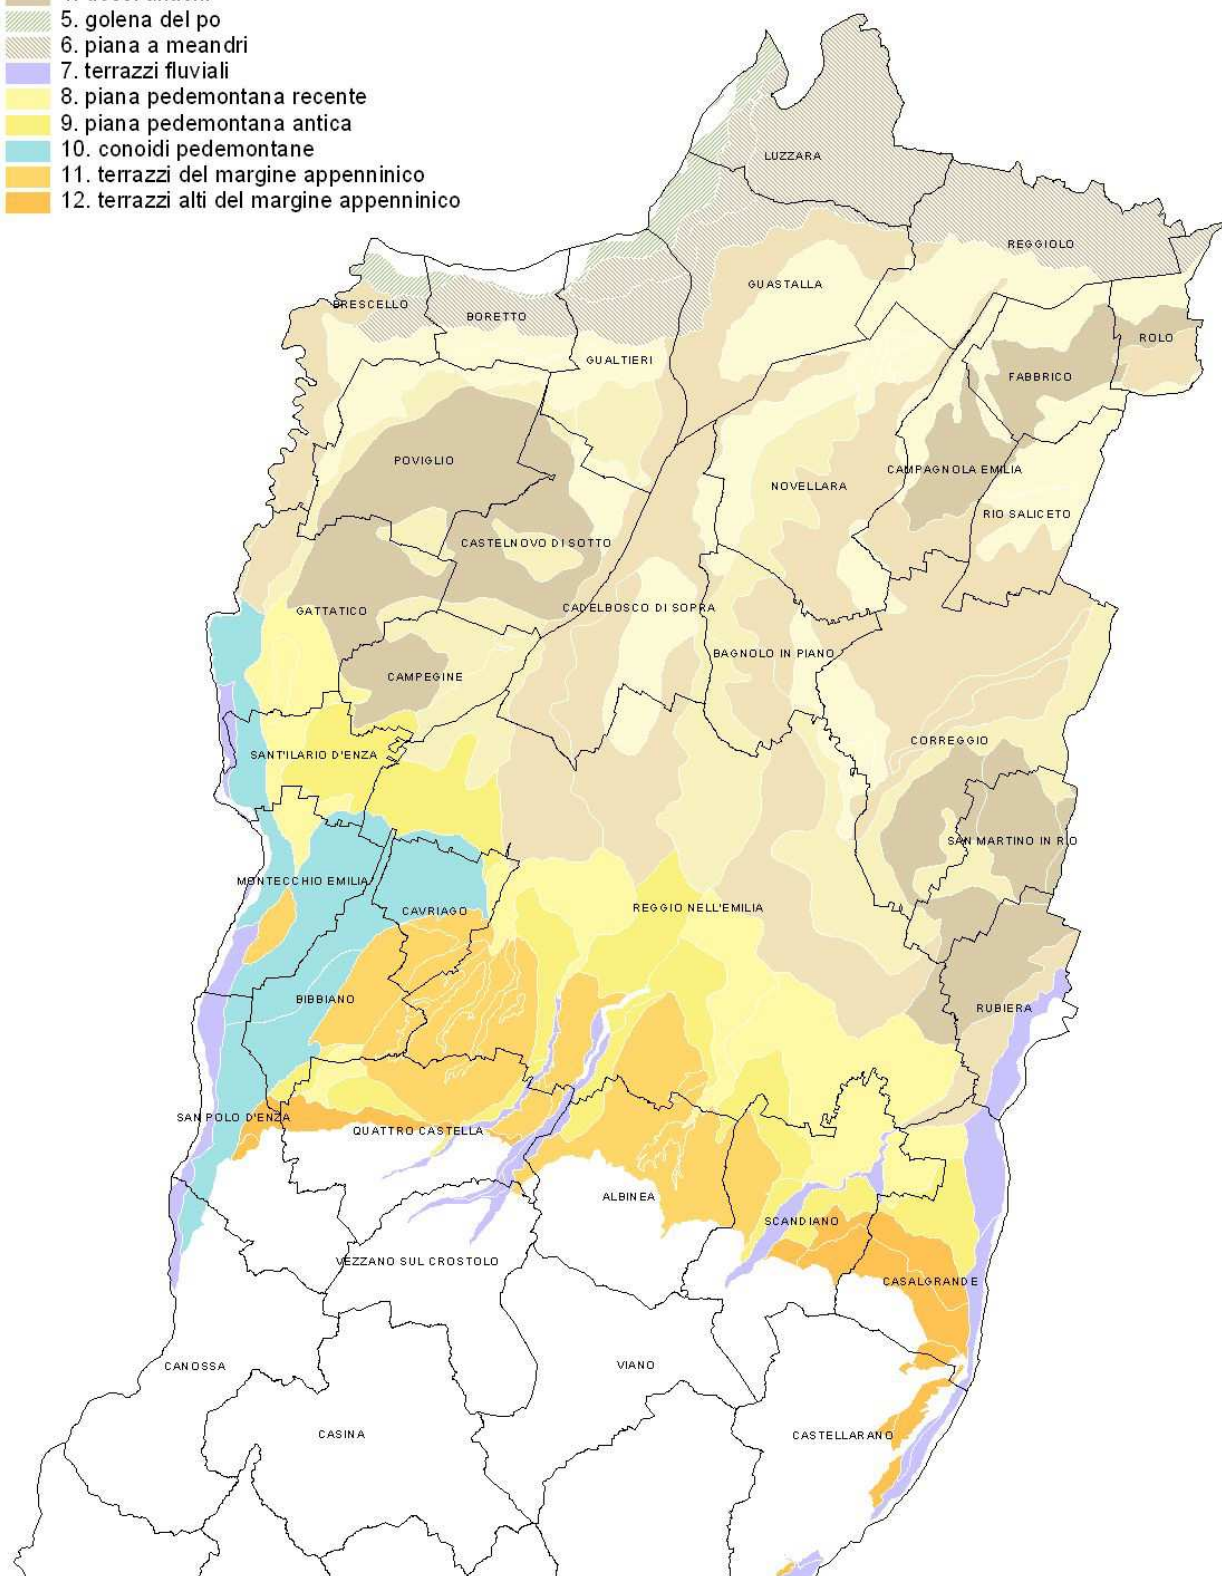 5. golena del po
6. piana a meandri
7. terrazzi fluviali
8. piana pedemontana recente
9. piana pedemontana antica
10. conoidi pedemontane
11. terrazzi del margine appenninico
12. terrazzi alti del margine appenninico
LUZZARA
REGGIOLO
GUASTALLA
BRESCELLO
BORETTO
ROLO
GUALTIERI
FABBRICO
POVIGLIO
CAMPAGNOLA EMILIA
NOVELLARA
RIO SALICETO
CASTELNOVO DI SOTTO
CADELBOSCO DI SOPRA
GATTATICO
BAGNOLO IN PIANO
CAMPEGINE
CORREGGIO
SANT'ILARIO D'ENZA
SAN MARTINO IN RIO
MONTECCHIO EMILIA
CAVRIAGO
REGGIO NELL'EMILIA
BIBBIANO
RUBIERA
SAN POLO D'ENZA
QUATTRO CASTELLA
ALBINEA
SCANDIANO
VEZZANO SUL CROSTOLO
CASALGRANDE
CANOSSA
VIANO
CASINA
CASTELLARANO